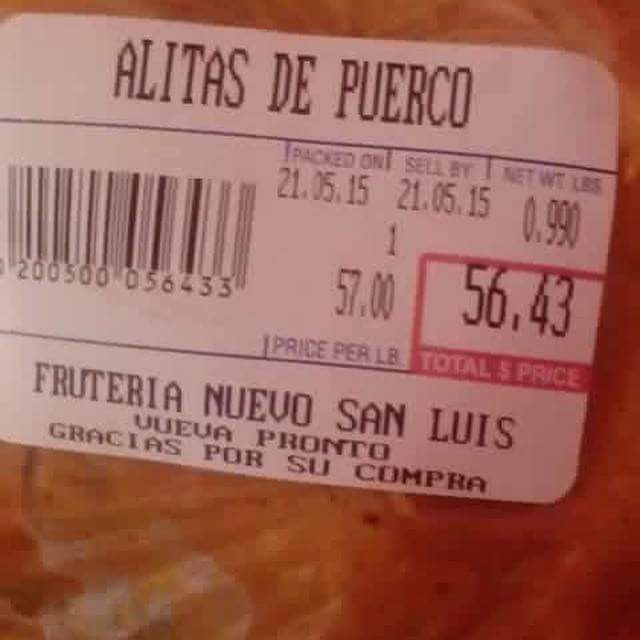 ALITAS DE PUERCO
PACKED ON SELL BY NET WT. LBS
21.05.15 21.05.15 0.990
1
57.00 56.43
0 200500 056433
PRICE PER LB. TOTAL $ PRICE
FRUTERIA NUEVO SAN LUIS
VUEVA PRONTO
GRACIAS POR SU COMPRA